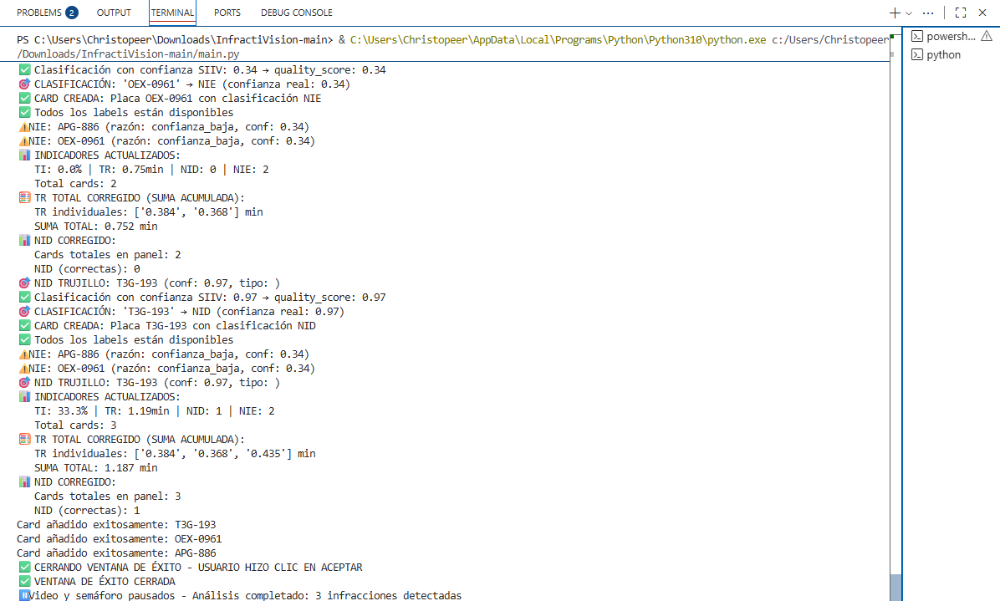 PROBLEMS 2 OUTPUT TERMINAL PORTS DEBUG CONSOLE
PS C:\Users\Christopeer\Downloads\InfractiVision-main> & C:\Users\Christopeer\AppData\Local\Programs\Python\Python310\python.exe c:/Users/Christopeer
/Downloads/InfractiVision-main/main.py
powersh...
python
✅ Clasificación con confianza SIIV: 0.34 → quality_score: 0.34
🎯 CLASIFICACIÓN: 'OEX-0961' → NIE (confianza real: 0.34)
✅ CARD CREADA: Placa OEX-0961 con clasificación NIE
✅ Todos los labels están disponibles
⚠️NIE: APG-886 (razón: confianza_baja, conf: 0.34)
⚠️NIE: OEX-0961 (razón: confianza_baja, conf: 0.34)
📊 INDICADORES ACTUALIZADOS:
TI: 0.0% | TR: 0.75min | NID: 0 | NIE: 2
Total cards: 2
🧮 TR TOTAL CORREGIDO (SUMA ACUMULADA):
TR individuales: ['0.384', '0.368'] min
SUMA TOTAL: 0.752 min
📊 NID CORREGIDO:
Cards totales en panel: 2
NID (correctas): 0
🎯 NID TRUJILLO: T3G-193 (conf: 0.97, tipo: )
✅ Clasificación con confianza SIIV: 0.97 → quality_score: 0.97
🎯 CLASIFICACIÓN: 'T3G-193' → NID (confianza real: 0.97)
✅ CARD CREADA: Placa T3G-193 con clasificación NID
✅ Todos los labels están disponibles
⚠️NIE: APG-886 (razón: confianza_baja, conf: 0.34)
⚠️NIE: OEX-0961 (razón: confianza_baja, conf: 0.34)
🎯 NID TRUJILLO: T3G-193 (conf: 0.97, tipo: )
📊 INDICADORES ACTUALIZADOS:
TI: 33.3% | TR: 1.19min | NID: 1 | NIE: 2
Total cards: 3
🧮 TR TOTAL CORREGIDO (SUMA ACUMULADA):
TR individuales: ['0.384', '0.368', '0.435'] min
SUMA TOTAL: 1.187 min
📊 NID CORREGIDO:
Cards totales en panel: 3
NID (correctas): 1
Card añadido exitosamente: T3G-193
Card añadido exitosamente: OEX-0961
Card añadido exitosamente: APG-886
✅ CERRANDO VENTANA DE ÉXITO - USUARIO HIZO CLIC EN ACEPTAR
✅ VENTANA DE ÉXITO CERRADA
⏸️Video y semáforo pausados - Análisis completado: 3 infracciones detectadas